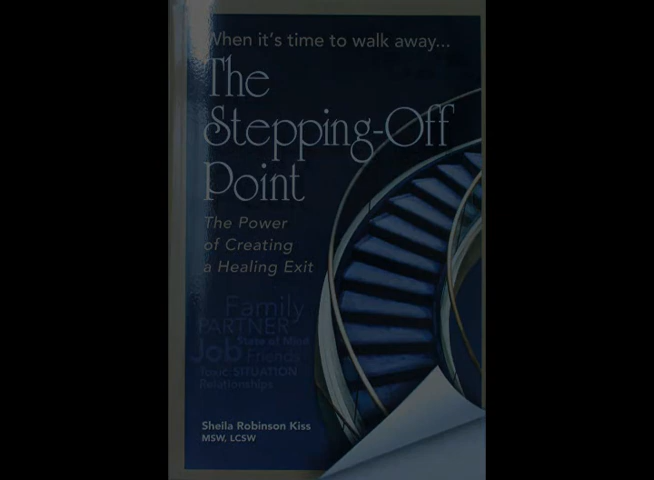 When it's time to walk away...
The
Stepping-Off
Point
The Power
of Creating
a Healing Exit
Family
PARTNER
State of Mind
Job Friends
Toxic SITUATION
Relationships
Sheila Robinson Kiss
MSW, LCSW